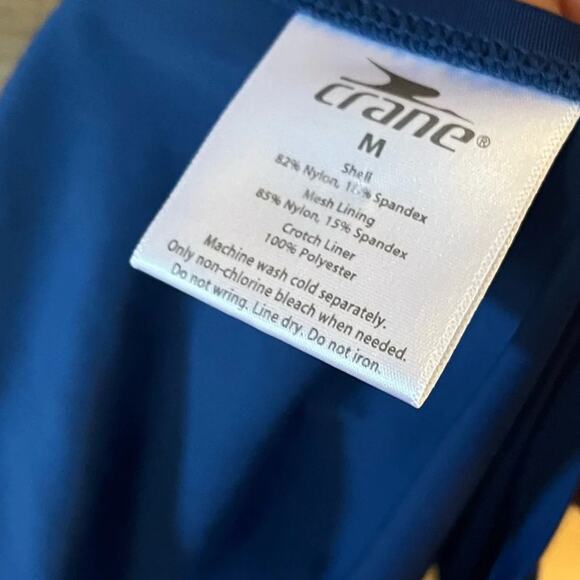 crane®
M
Shell
82% Nylon, 18% Spandex
Mesh Lining
85% Nylon, 15% Spandex
Crotch Liner
100% Polyester
Machine wash cold separately.
Only non-chlorine bleach when needed.
Do not wring. Line dry. Do not iron.